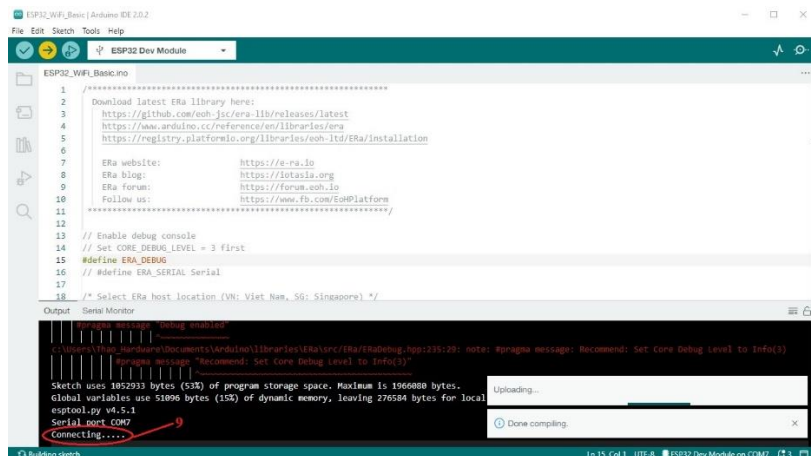 ESP32_WiFi_Basic | Arduino IDE 2.0.2
File Edit Sketch Tools Help
ESP32 Dev Module
ESP32_WiFi_Basic.ino
1 /************************************************************
2 Download latest ERa library here:
3 https://github.com/eoh-jsc/era-lib/releases/latest
4 https://www.arduino.cc/reference/en/libraries/era
5 https://registry.platformio.org/libraries/eoh-ltd/ERa/installation
6
7 ERa website: https://e-ra.io
8 ERa blog: https://iotasia.org
9 ERa forum: https://forum.eoh.io
10 Follow us: https://www.fb.com/EoHPlatform
11 ************************************************************/
12
13 // Enable debug console
14 // Set CORE_DEBUG_LEVEL = 3 first
15 #define ERA_DEBUG
16 // #define ERA_SERIAL Serial
17
18 /* Select ERa host location (VN: Viet Nam, SG: Singapore) */
Output Serial Monitor
#pragma message "Debug enabled"
c:\Users\Thao_Hardware\Documents\Arduino\libraries\ERa\src/ERa/ERaDebug.hpp:235:29: note: #pragma message: Recommend: Set Core Debug Level to Info(3)
#pragma message "Recommend: Set Core Debug Level to Info(3)"
Sketch uses 1052933 bytes (53%) of program storage space. Maximum is 1966080 bytes.
Global variables use 51096 bytes (15%) of dynamic memory, leaving 276584 bytes for local
esptool.py v4.5.1
Serial port COM7
Connecting.....
9
Uploading...
Done compiling.
Building sketch
Ln 15, Col 1 UTF-8 ESP32 Dev Module on COM7 3